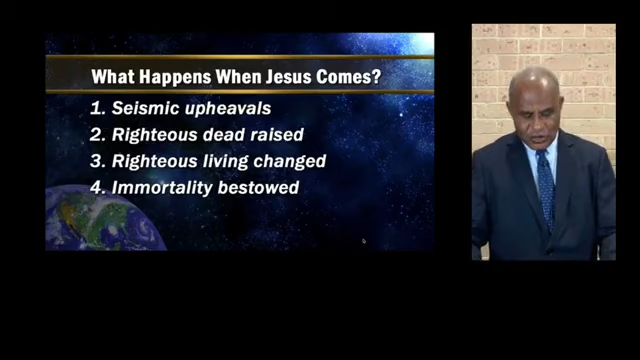 What Happens When Jesus Comes?
1. Seismic upheavals
2. Righteous dead raised
3. Righteous living changed
4. Immortality bestowed